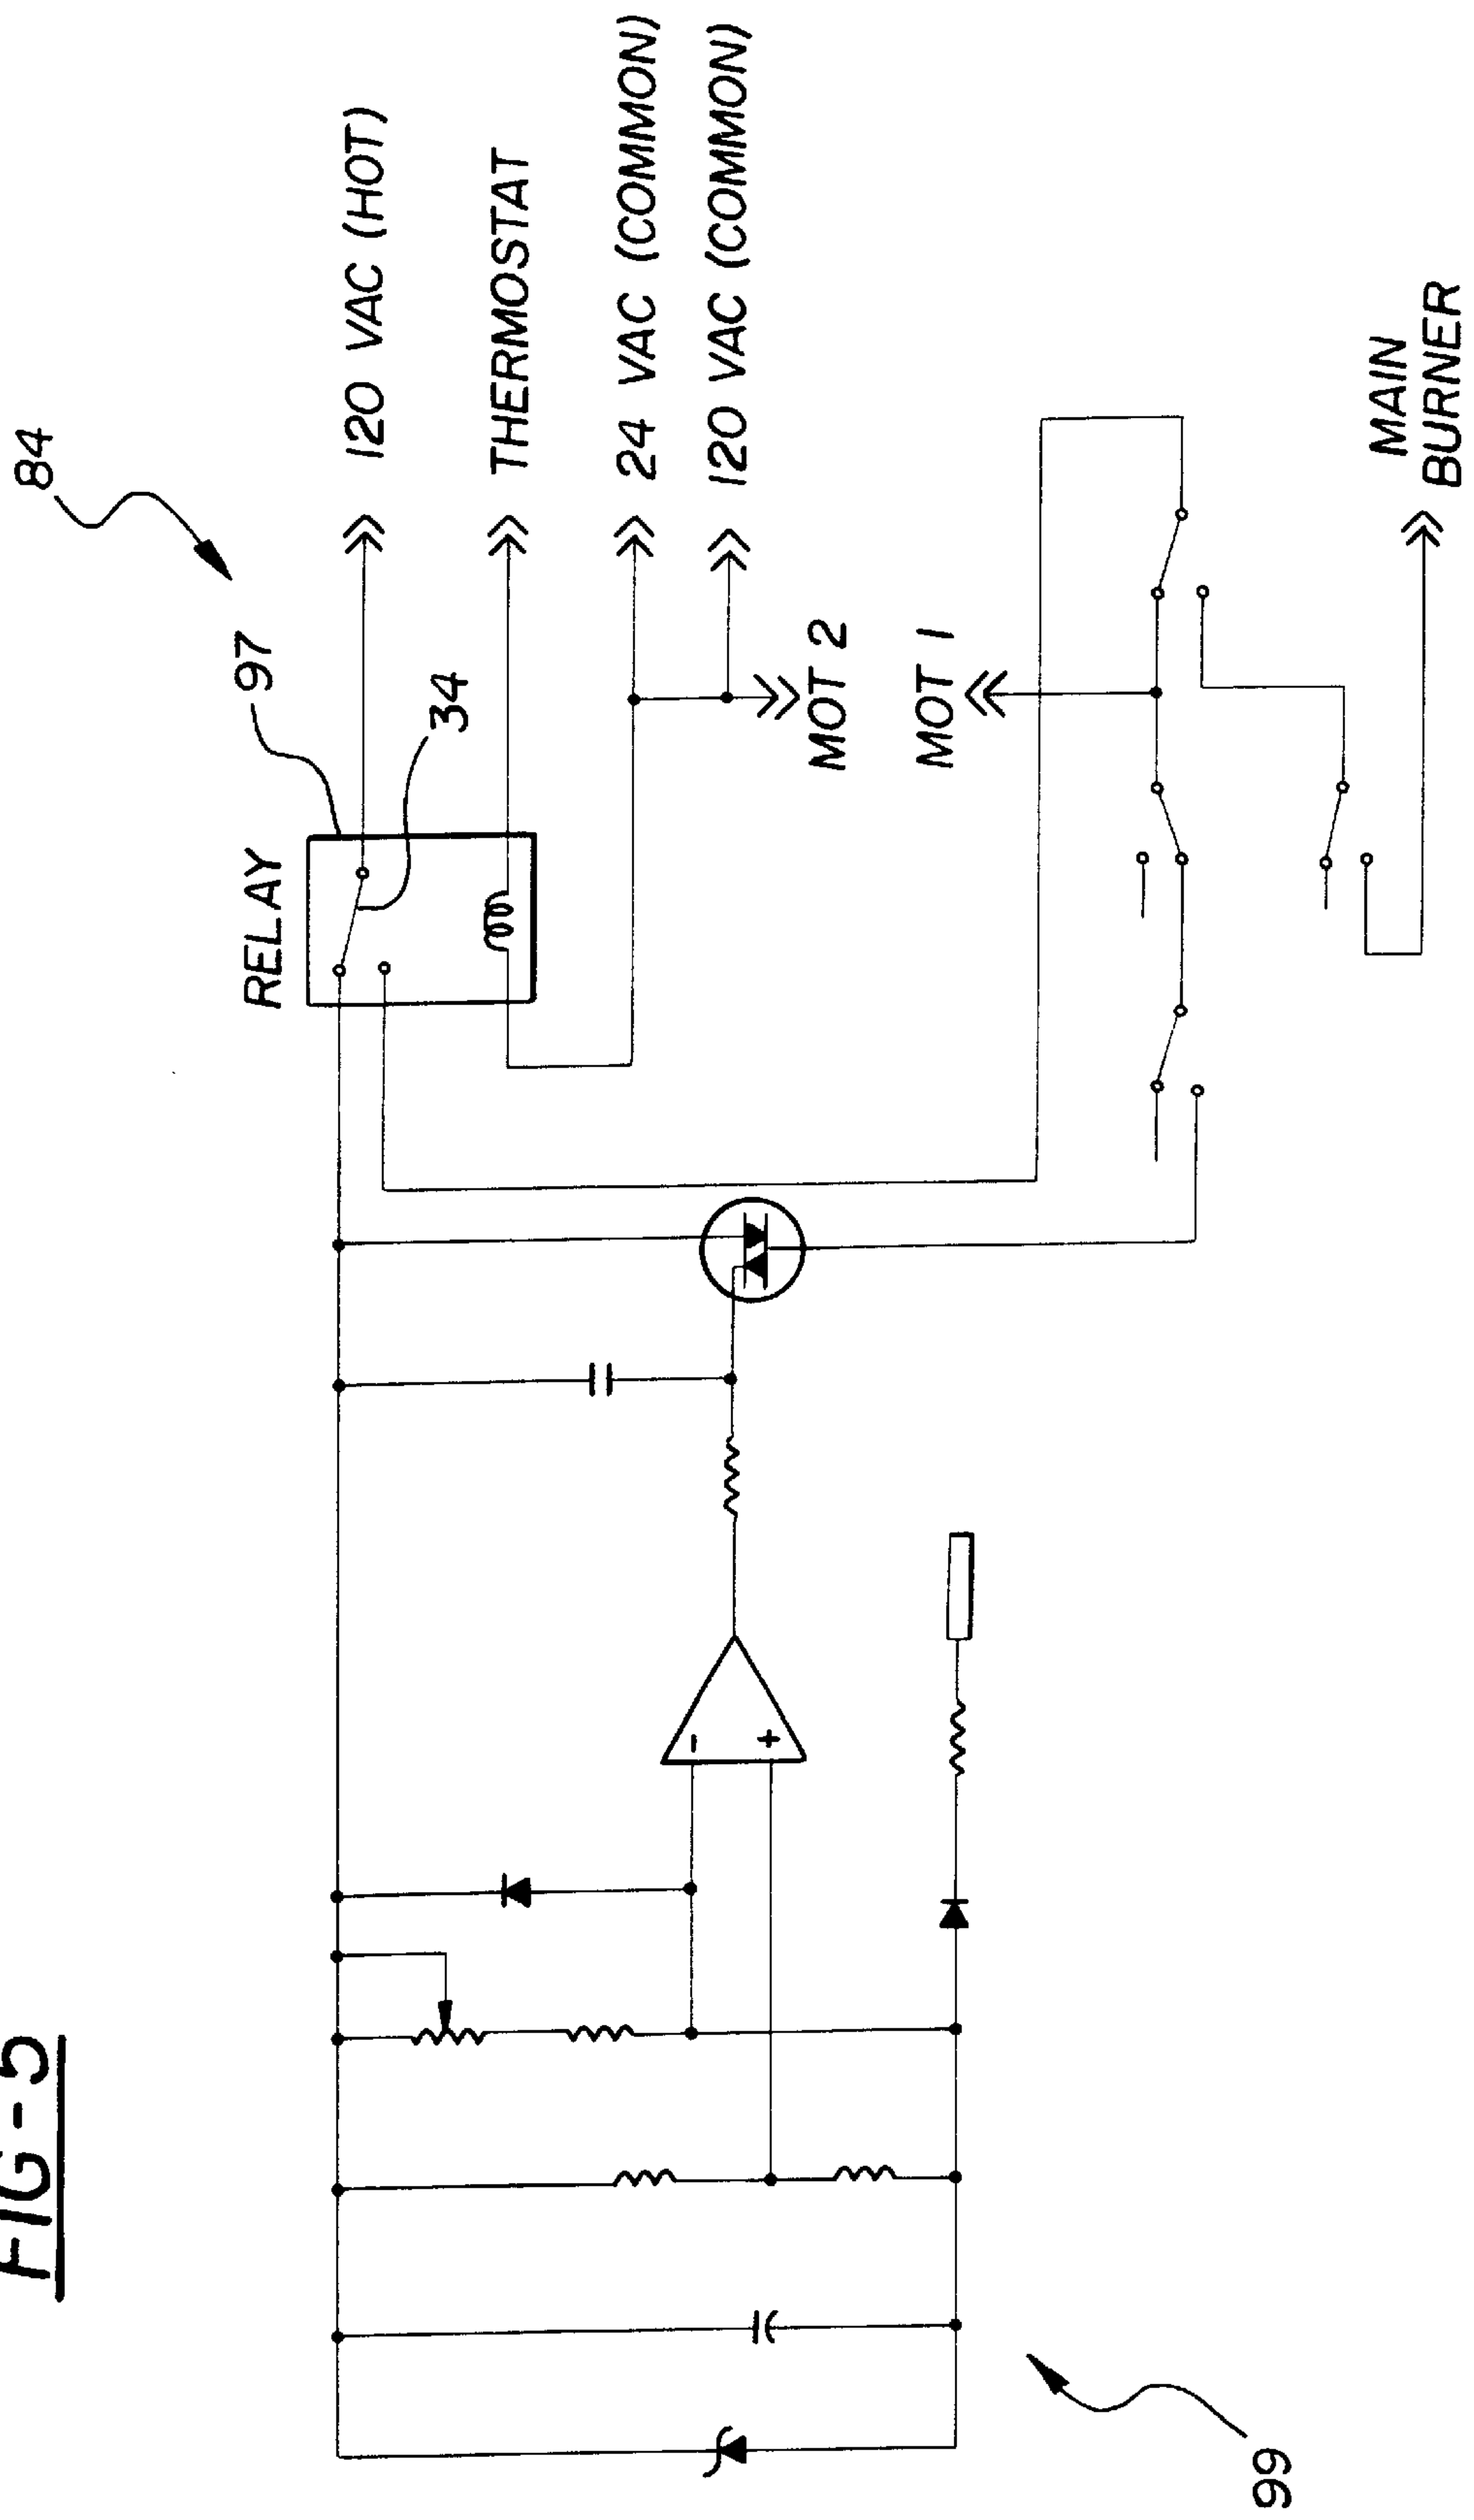 FIG-5
84
97
34
RELAY
120 VAC (HOT)
THERMOSTAT
24 VAC (COMMON)
120 VAC (COMMON)
MOT 2
MOT 1
MAIN
BURNER
-
+
99